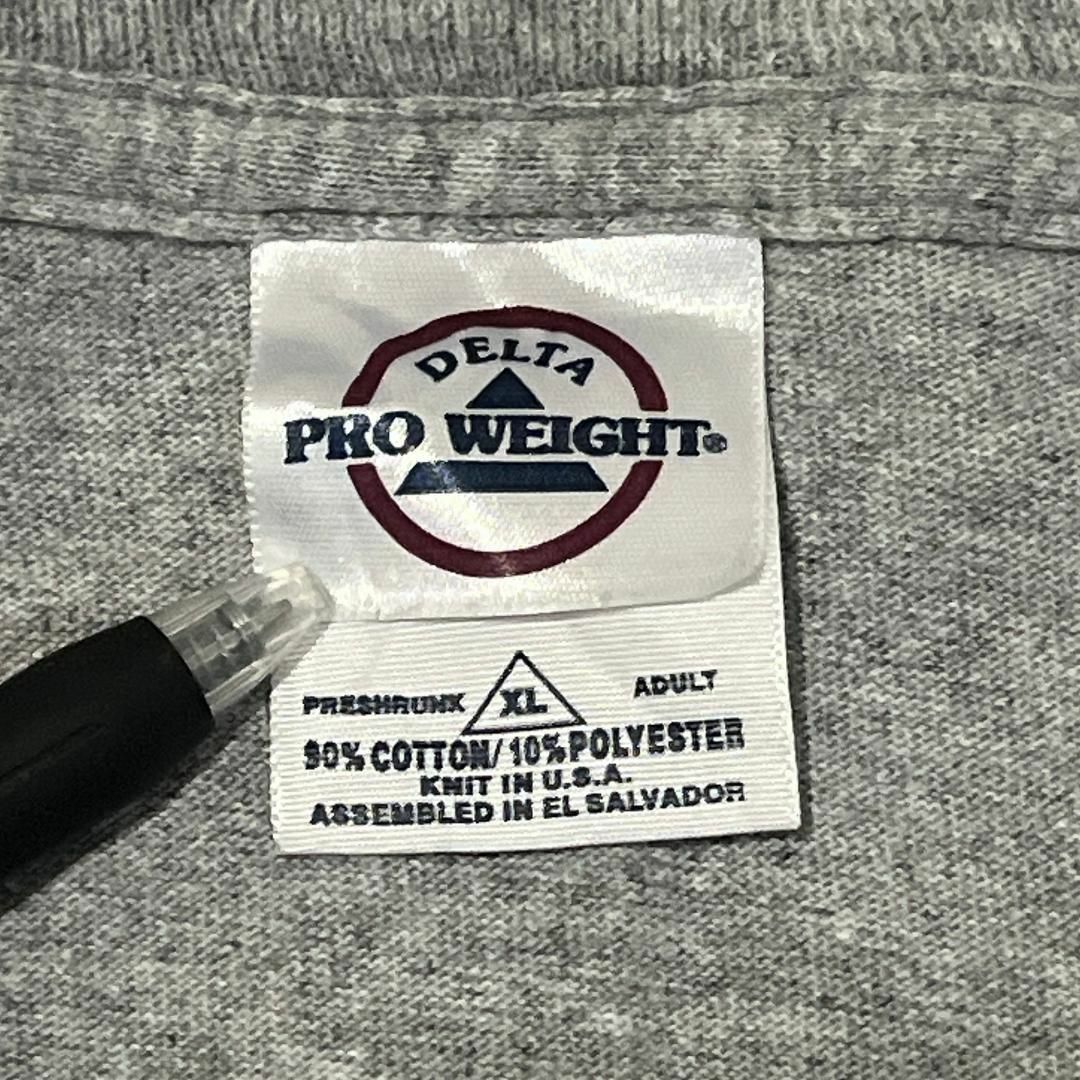 DELTA
PRO WEIGHT®
PRESHRUNK XL ADULT
90% COTTON/10% POLYESTER
KNIT IN U.S.A.
ASSEMBLED IN EL SALVADOR